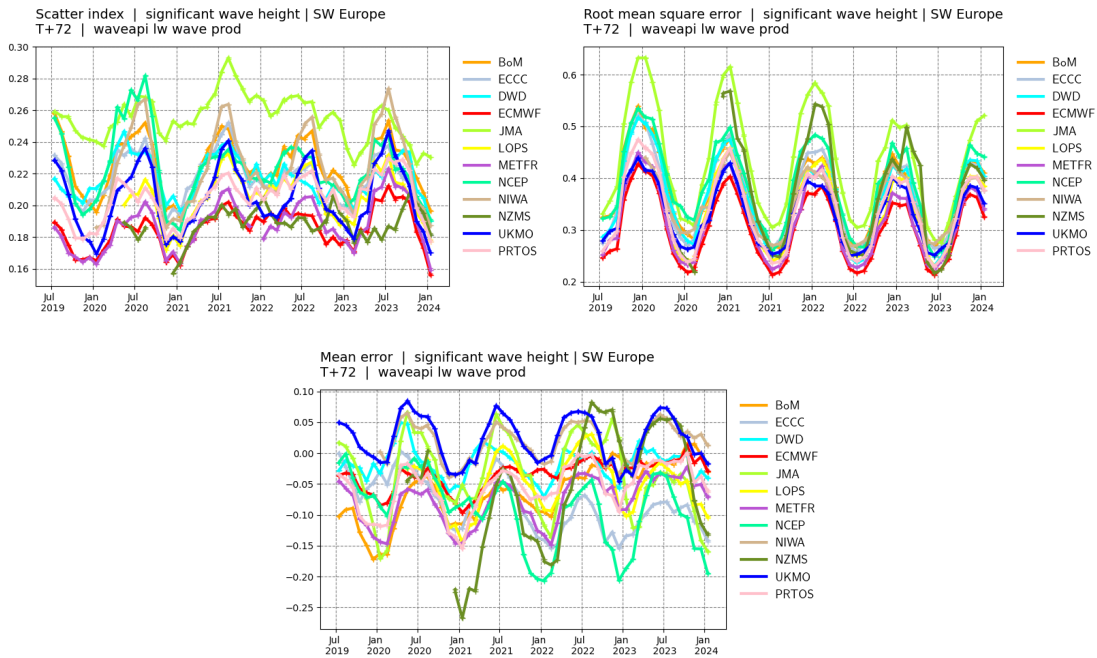 Scatter index | significant wave height | SW Europe
T+72 | waveapi lw wave prod
0.30
0.28
0.26
0.24
0.22
0.20
0.18
0.16
Jul 2019
Jan 2020
Jul 2020
Jan 2021
Jul 2021
Jan 2022
Jul 2022
Jan 2023
Jul 2023
Jan 2024
BoM
ECCC
DWD
ECMWF
JMA
LOPS
METFR
NCEP
NIWA
NZMS
UKMO
PRTOS
Root mean square error | significant wave height | SW Europe
T+72 | waveapi lw wave prod
0.6
0.5
0.4
0.3
0.2
Jul 2019
Jan 2020
Jul 2020
Jan 2021
Jul 2021
Jan 2022
Jul 2022
Jan 2023
Jul 2023
Jan 2024
BoM
ECCC
DWD
ECMWF
JMA
LOPS
METFR
NCEP
NIWA
NZMS
UKMO
PRTOS
Mean error | significant wave height | SW Europe
T+72 | waveapi lw wave prod
0.10
0.05
0.00
−0.05
−0.10
−0.15
−0.20
−0.25
Jul 2019
Jan 2020
Jul 2020
Jan 2021
Jul 2021
Jan 2022
Jul 2022
Jan 2023
Jul 2023
Jan 2024
BoM
ECCC
DWD
ECMWF
JMA
LOPS
METFR
NCEP
NIWA
NZMS
UKMO
PRTOS